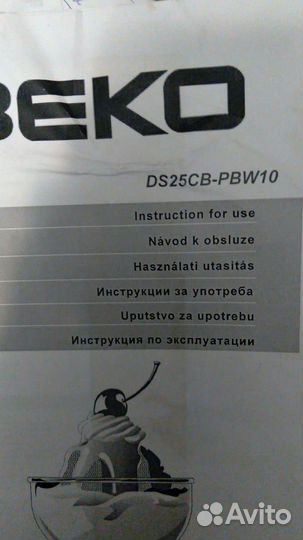 BEKO
DS25CB-PBW10
Instruction for use
Návod k obsluze
Használati utasítás
Инструкции за употреба
Uputstvo za upotrebu
Инструкция по эксплуатации
Avito